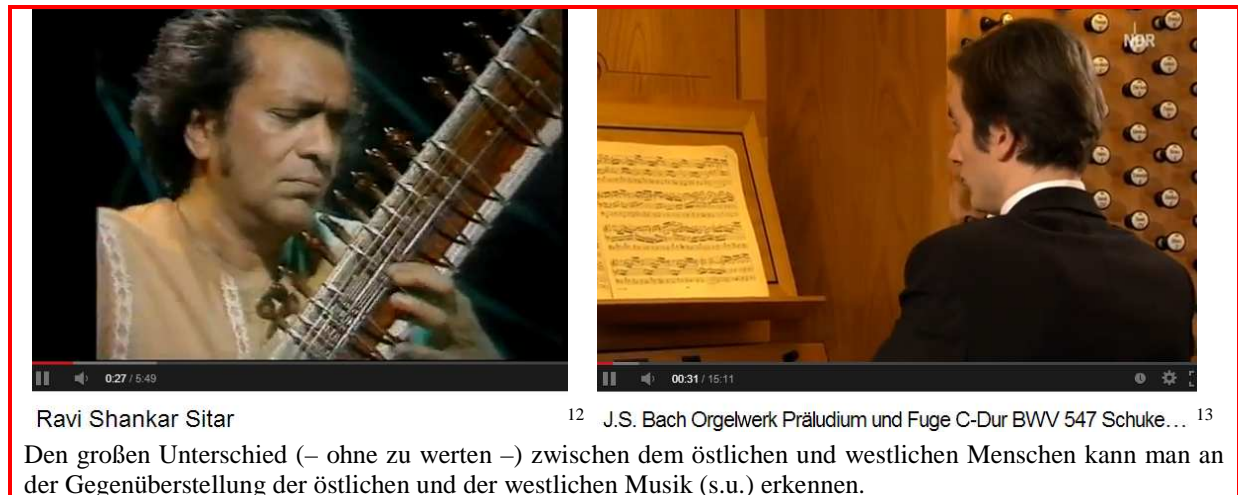 NDR
0:27 / 5:49
00:31 / 15:11
Ravi Shankar Sitar 12
J.S. Bach Orgelwerk Präludium und Fuge C-Dur BWV 547 Schuke… 13
Den großen Unterschied (– ohne zu werten –) zwischen dem östlichen und westlichen Menschen kann man an
der Gegenüberstellung der östlichen und der westlichen Musik (s.u.) erkennen.